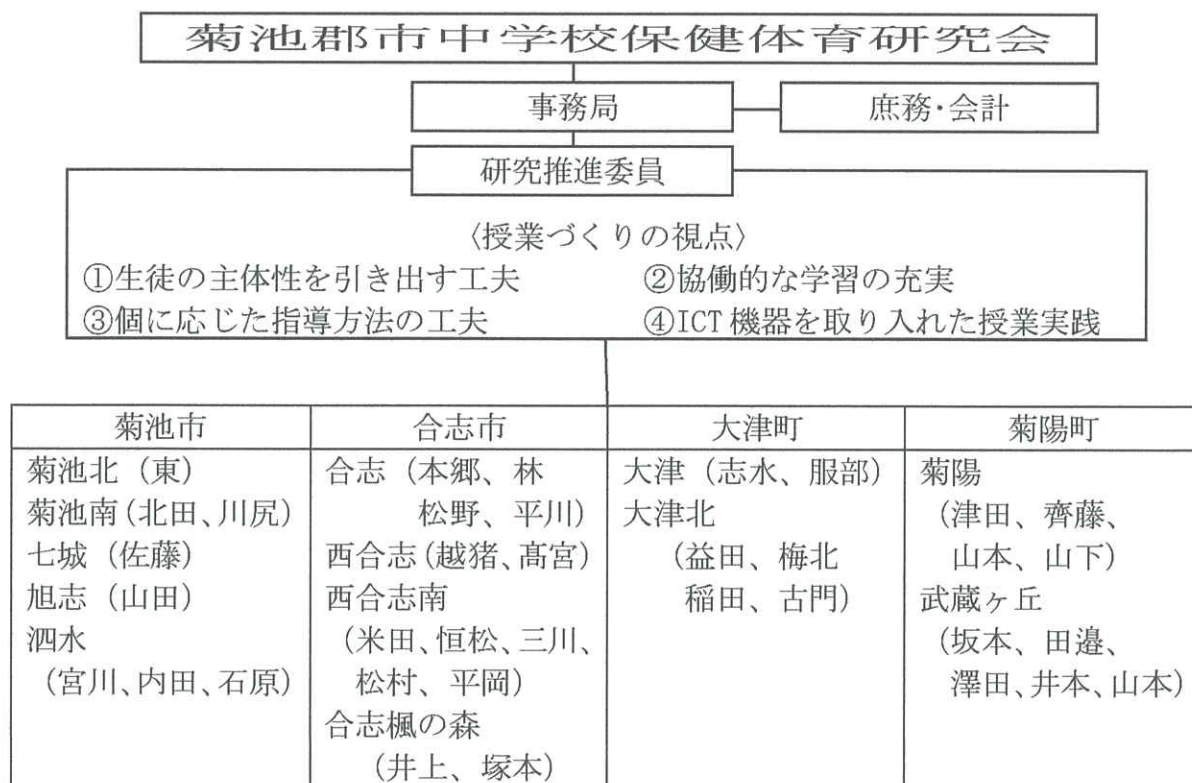 菊池郡市中学校保健体育研究会
事務局
庶務・会計
研究推進委員
〈授業づくりの視点〉
①生徒の主体性を引き出す工夫
②協働的な学習の充実
③個に応じた指導方法の工夫
④ICT機器を取り入れた授業実践
菊池市
菊池北（東）
菊池南（北田、川尻）
七城（佐藤）
旭志（山田）
泗水
（宮川、内田、石原）
合志市
合志（本郷、林
松野、平川）
西合志（越猪、髙宮）
西合志南
（米田、恒松、三川、
松村、平岡）
合志楓の森
（井上、塚本）
大津町
大津（志水、服部）
大津北
（益田、梅北
稲田、古門）
菊陽町
菊陽
（津田、齊藤、
山本、山下）
武蔵ヶ丘
（坂本、田邉、
澤田、井本、山本）